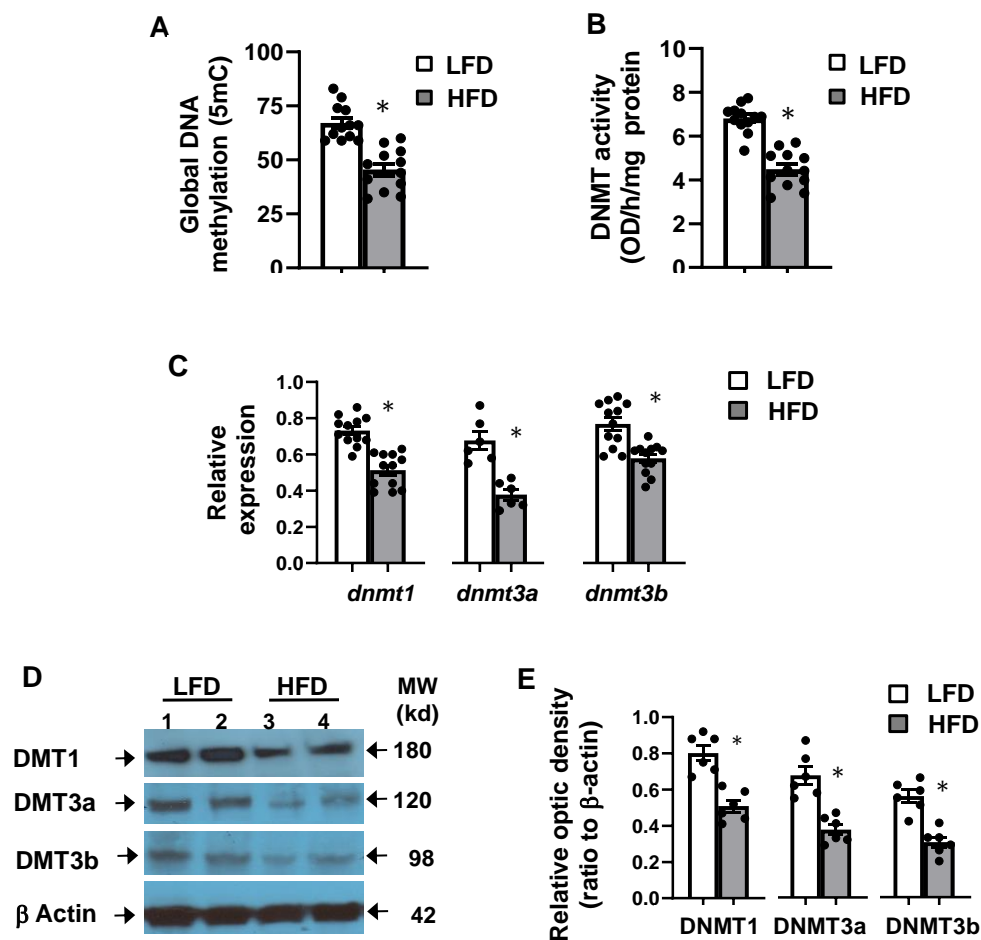 A
Global DNA
methylation (5mC)
100
75
50
25
0
*
LFD
HFD
B
DNMT activity
(OD/h/mg protein
10
8
6
4
2
0
*
LFD
HFD
C
Relative
expression
1.0
0.8
0.6
0.4
0.2
0.0
*
*
*
LFD
HFD
dnmt1 dnmt3a dnmt3b
D
LFD HFD MW
(kd)
1 2 3 4
DMT1 180
DMT3a 120
DMT3b 98
β Actin 42
E
Relative optic density
(ratio to β-actin)
1.0
0.8
0.6
0.4
0.2
0.0
*
*
*
LFD
HFD
DNMT1 DNMT3a DNMT3b